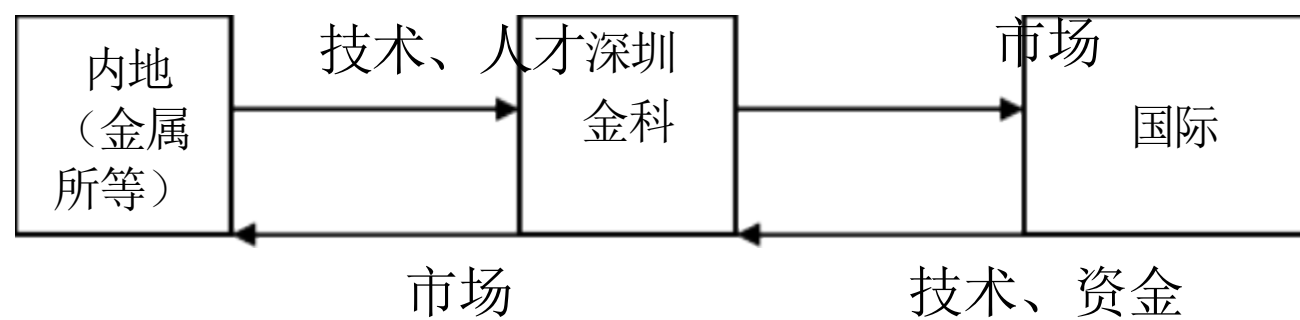 技术、人才
市场
内地
（金属
所等）
深圳
金科
国际
市场
技术、资金